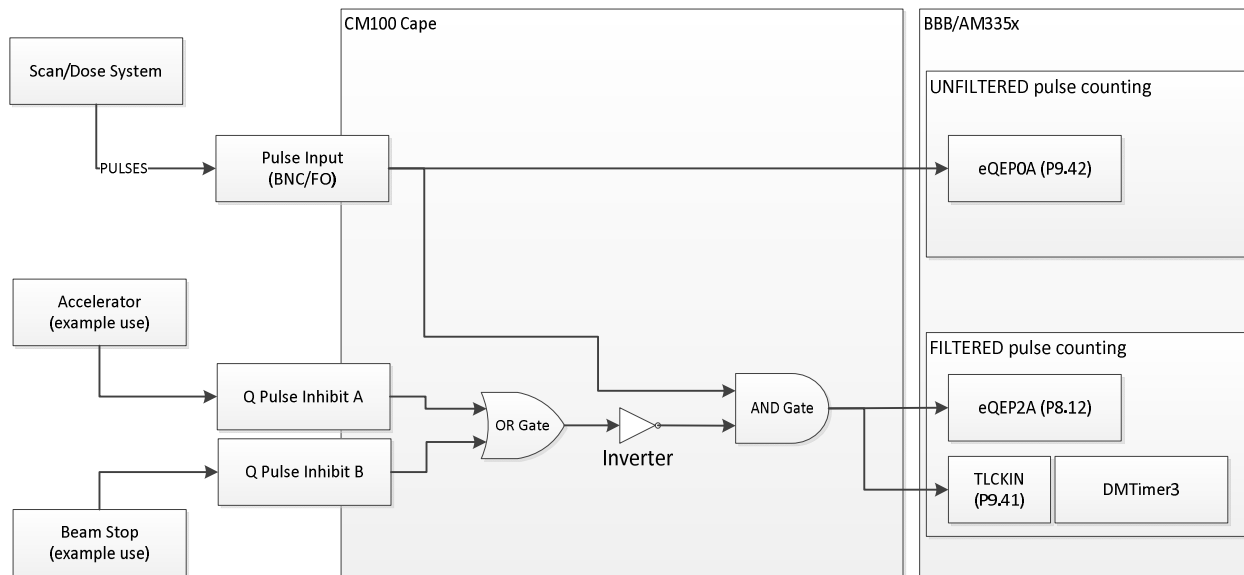 CM100 Cape
BBB/AM335x
Scan/Dose System
UNFILTERED pulse counting
PULSES
Pulse Input
(BNC/FO)
eQEP0A (P9.42)
Accelerator
(example use)
FILTERED pulse counting
Q Pulse Inhibit A
AND Gate
eQEP2A (P8.12)
OR Gate
Inverter
Q Pulse Inhibit B
TLCKIN
(P9.41)
DMTimer3
Beam Stop
(example use)